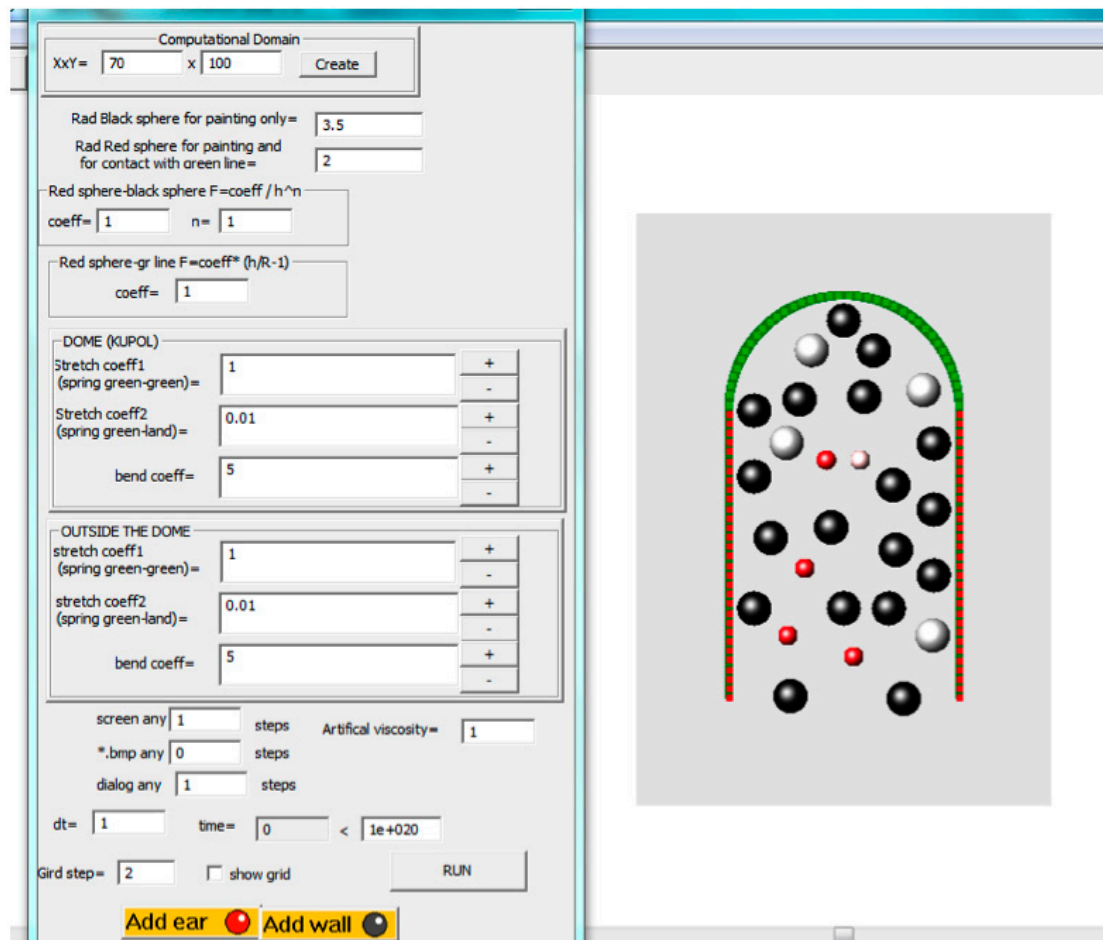 Computational Domain
XxY= 70 x 100 Create
Rad Black sphere for painting only= 3.5
Rad Red sphere for painting and
for contact with green line= 2
Red sphere-black sphere F=coeff / h^n
coeff= 1 n= 1
Red sphere-gr line F=coeff* (h/R-1)
coeff= 1
DOME (KUPOL)
Stretch coeff1 1 +
(spring green-green)= -
Stretch coeff2 0.01 +
(spring green-land)= -
bend coeff= 5 +
-
OUTSIDE THE DOME
stretch coeff1 1 +
(spring green-green)= -
stretch coeff2 0.01 +
(spring green-land)= -
bend coeff= 5 +
-
screen any 1 steps Artifical viscosity= 1
*.bmp any 0 steps
dialog any 1 steps
dt= 1 time= 0 < 1e+020
Gird step= 2 show grid RUN
Add ear Add wall